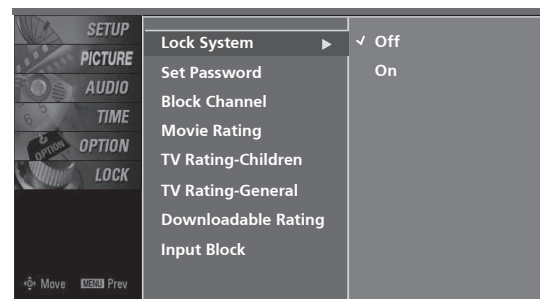 SETUP
PICTURE
AUDIO
TIME
OPTION
LOCK
Move MENU Prev
Lock System
Set Password
Block Channel
Movie Rating
TV Rating-Children
TV Rating-General
Downloadable Rating
Input Block
Off
On